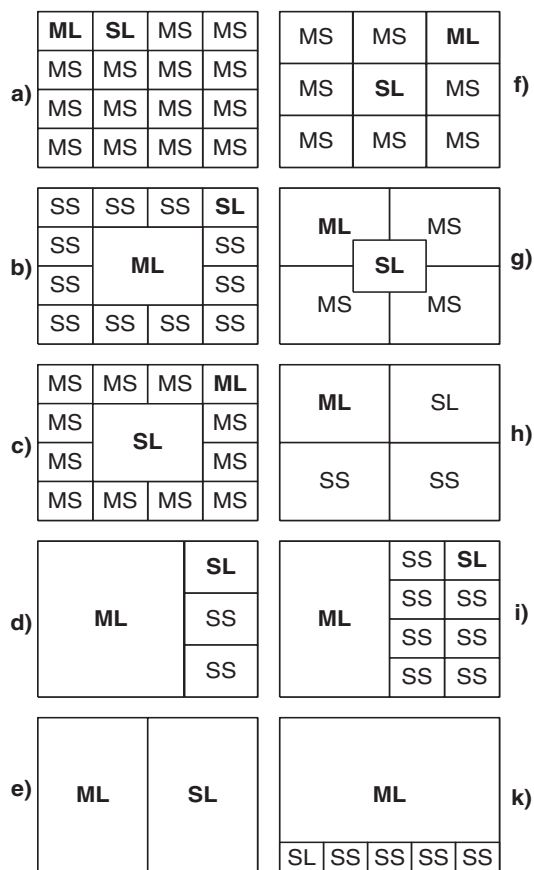 a)
ML SL MS MS
MS MS MS MS
MS MS MS MS
MS MS MS MS
f)
MS MS ML
MS SL MS
MS MS MS
b)
SS SS SS SL
SS SS
ML
SS SS
SS SS SS SS
g)
ML MS
SL
MS MS
c)
MS MS MS ML
MS MS
SL
MS MS
MS MS MS MS
h)
ML SL
SS SS
d)
SL
ML SS
SS
i)
SS SL
SS SS
ML
SS SS
SS SS
e)
ML SL
k)
ML
SL SS SS SS SS